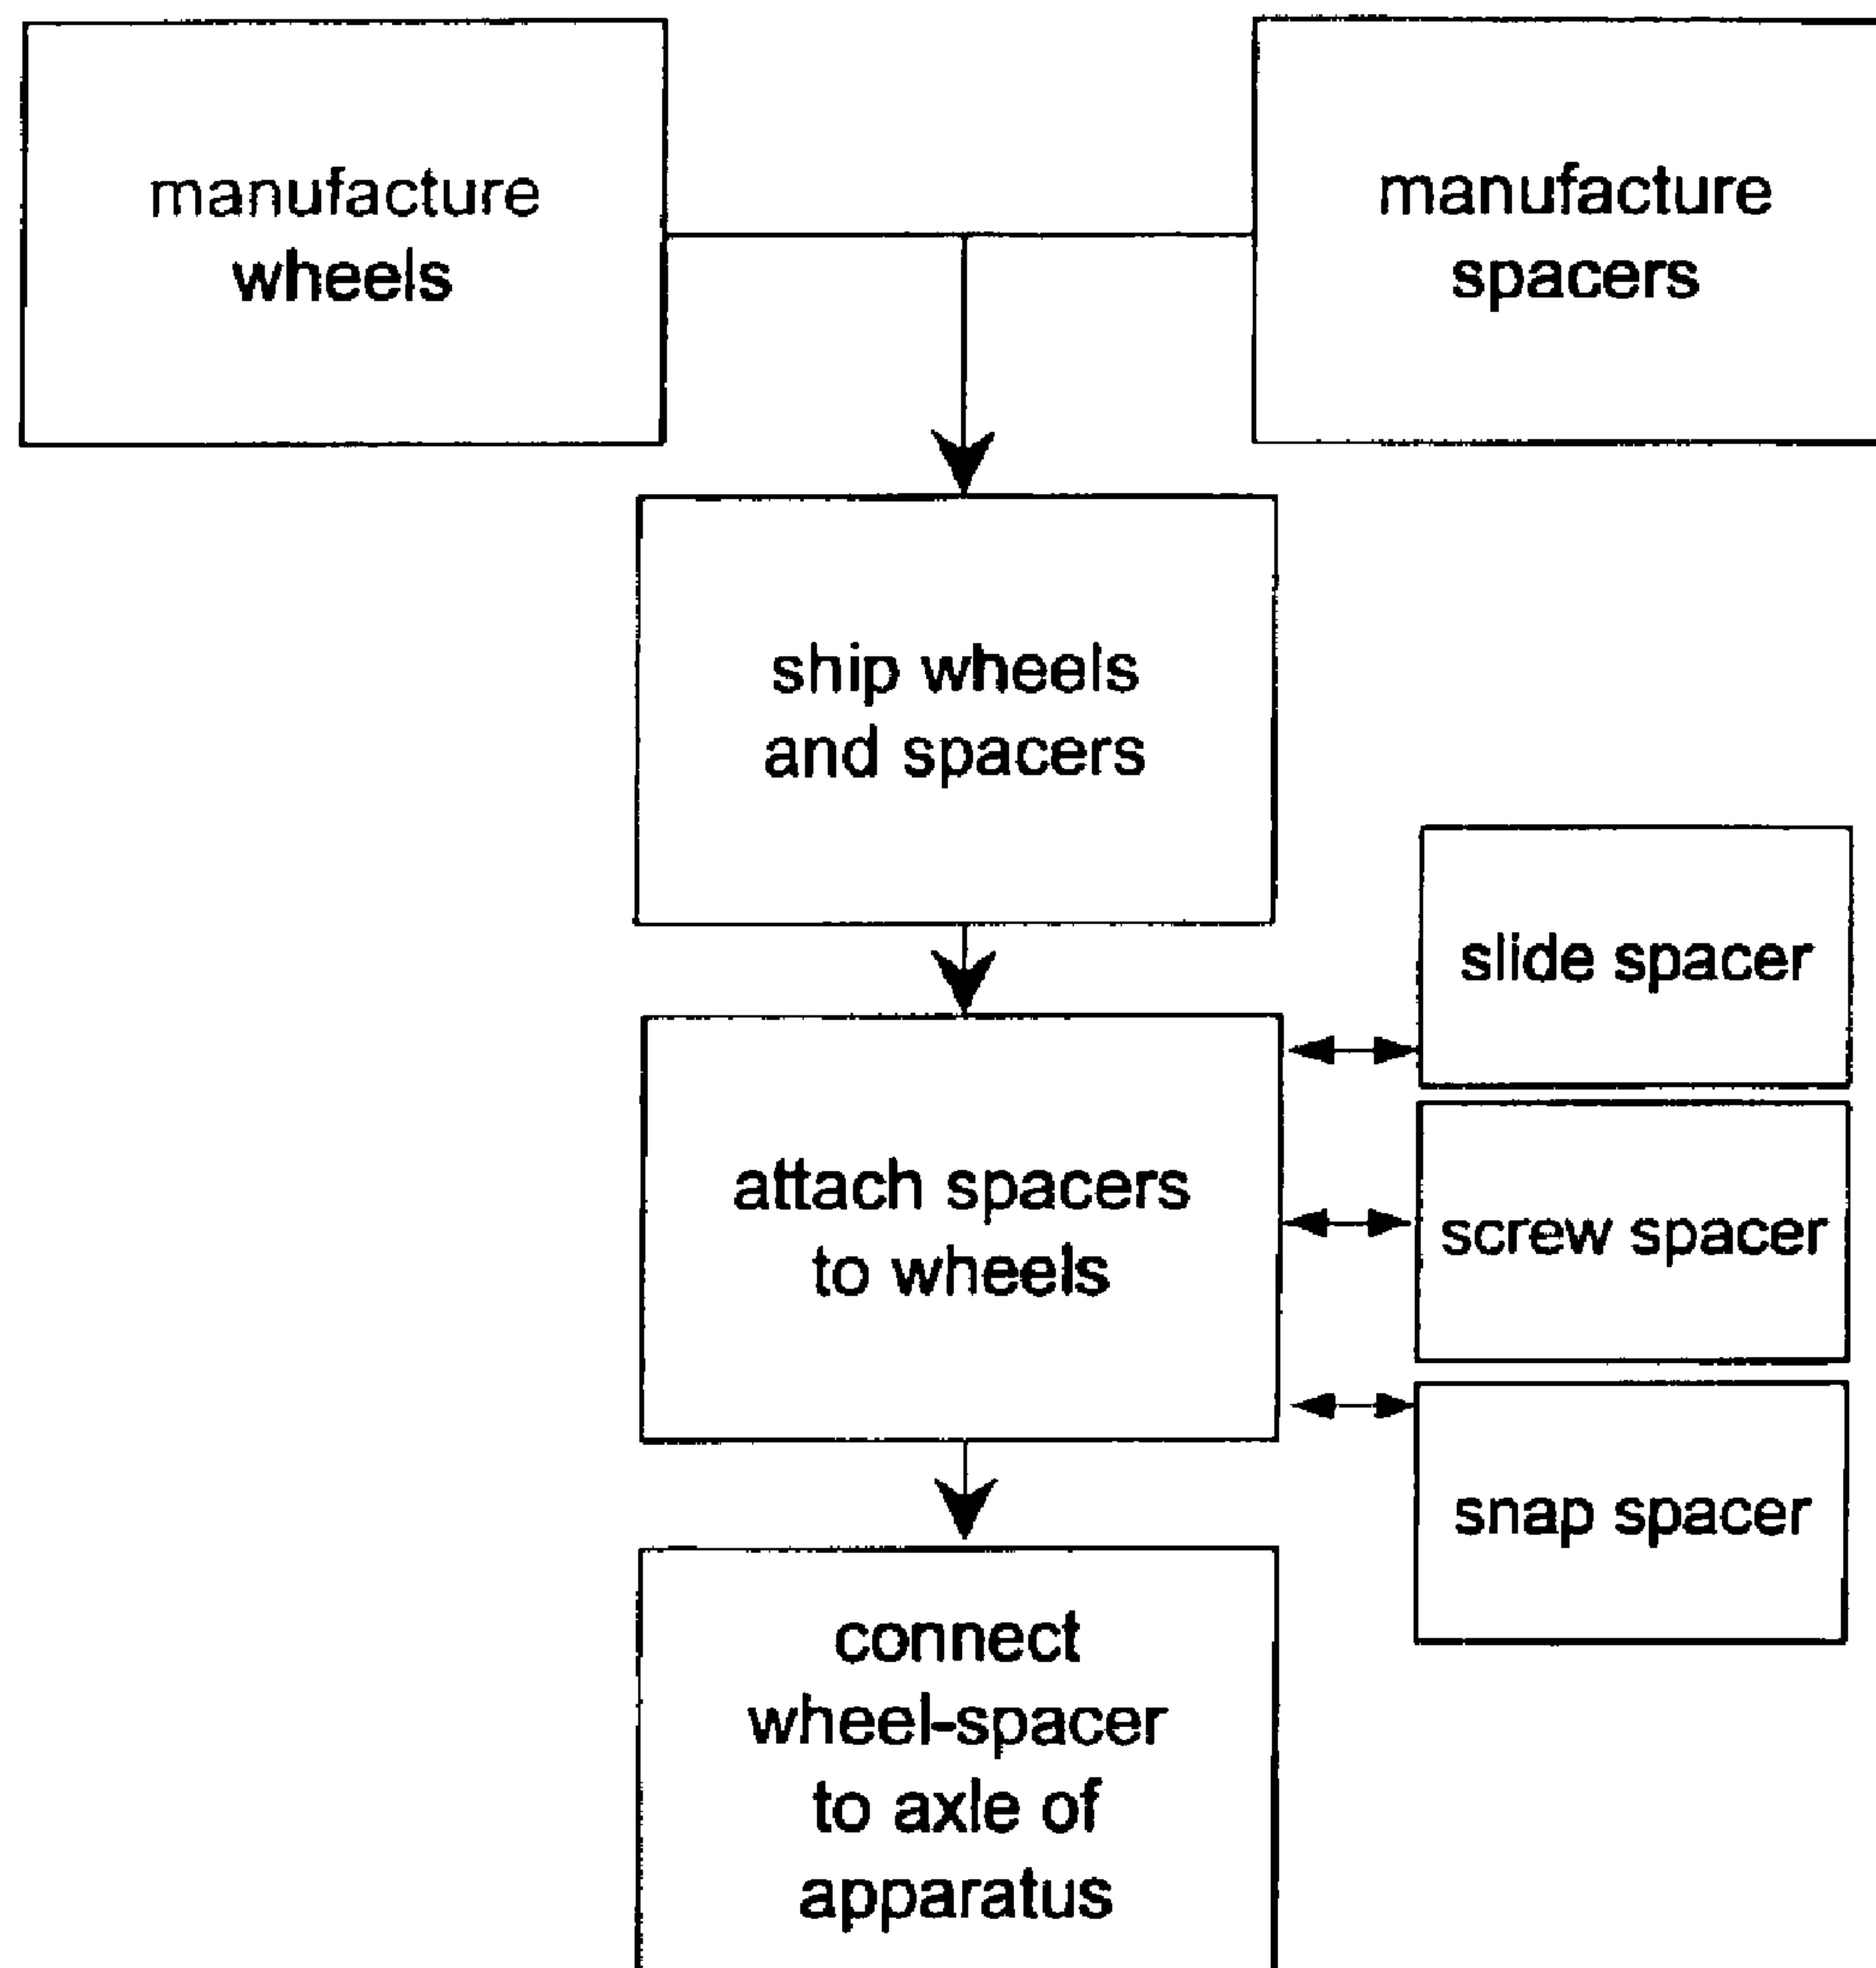 manufacture
wheels
manufacture
spacers
ship wheels
and spacers
slide spacer
attach spacers
to wheels
screw spacer
snap spacer
connect
wheel-spacer
to axle of
apparatus